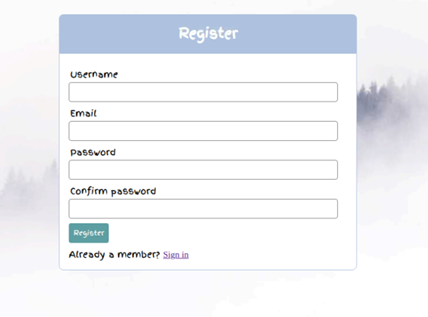 Register
Username
Email
Password
Confirm password
Register
Already a member? Sign in